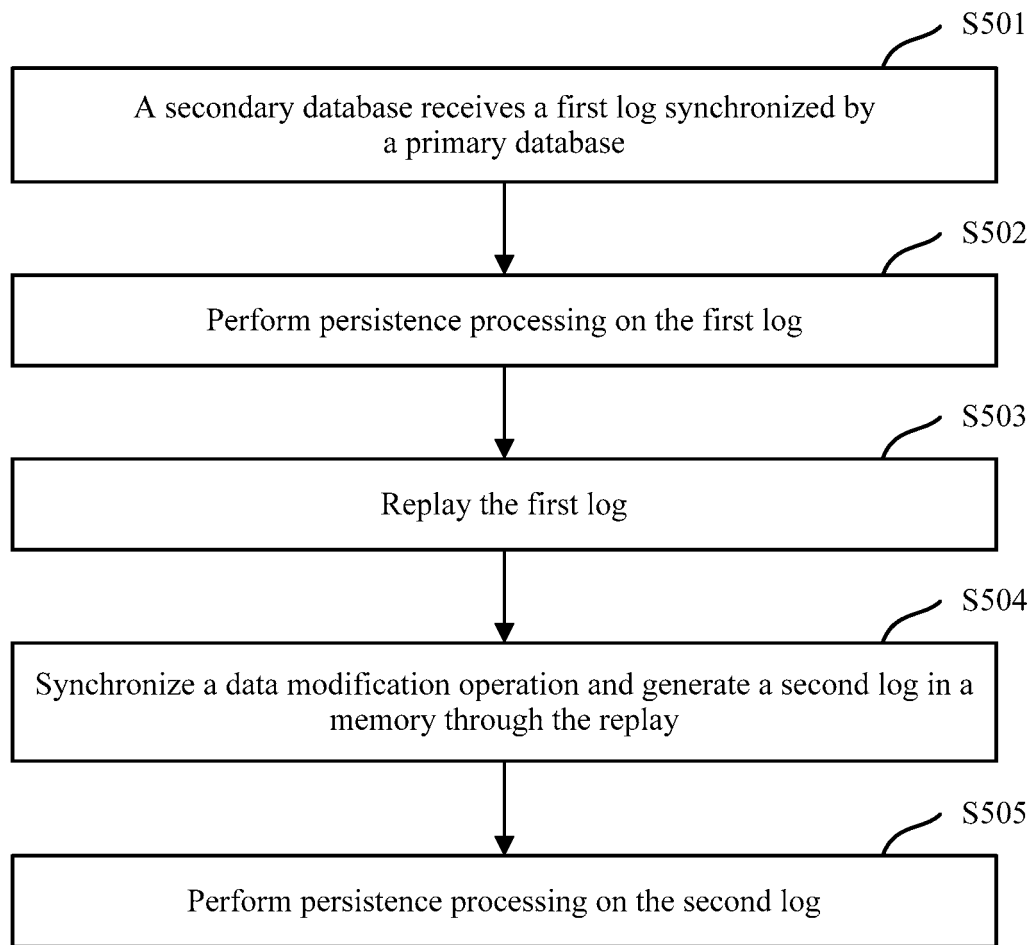 S501
A secondary database receives a first log synchronized by
a primary database
S502
Perform persistence processing on the first log
S503
Replay the first log
S504
Synchronize a data modification operation and generate a second log in a
memory through the replay
S505
Perform persistence processing on the second log